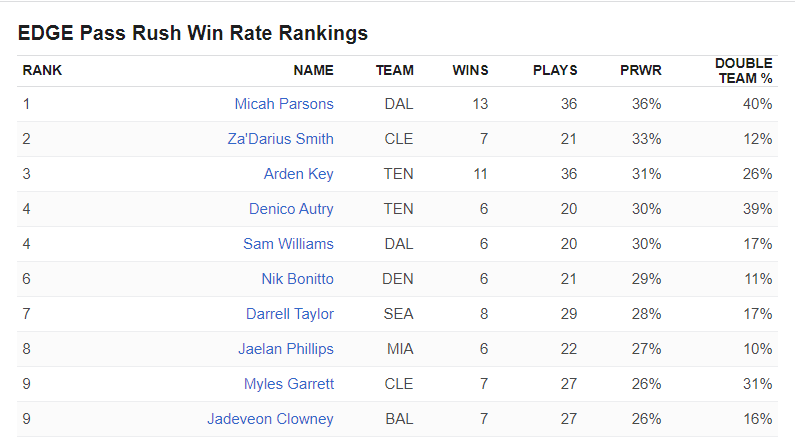 EDGE Pass Rush Win Rate Rankings
RANK NAME TEAM WINS PLAYS PRWR DOUBLE TEAM %
1 Micah Parsons DAL 13 36 36% 40%
2 Za'Darius Smith CLE 7 21 33% 12%
3 Arden Key TEN 11 36 31% 26%
4 Denico Autry TEN 6 20 30% 39%
4 Sam Williams DAL 6 20 30% 17%
6 Nik Bonitto DEN 6 21 29% 11%
7 Darrell Taylor SEA 8 29 28% 17%
8 Jaelan Phillips MIA 6 22 27% 10%
9 Myles Garrett CLE 7 27 26% 31%
9 Jadeveon Clowney BAL 7 27 26% 16%